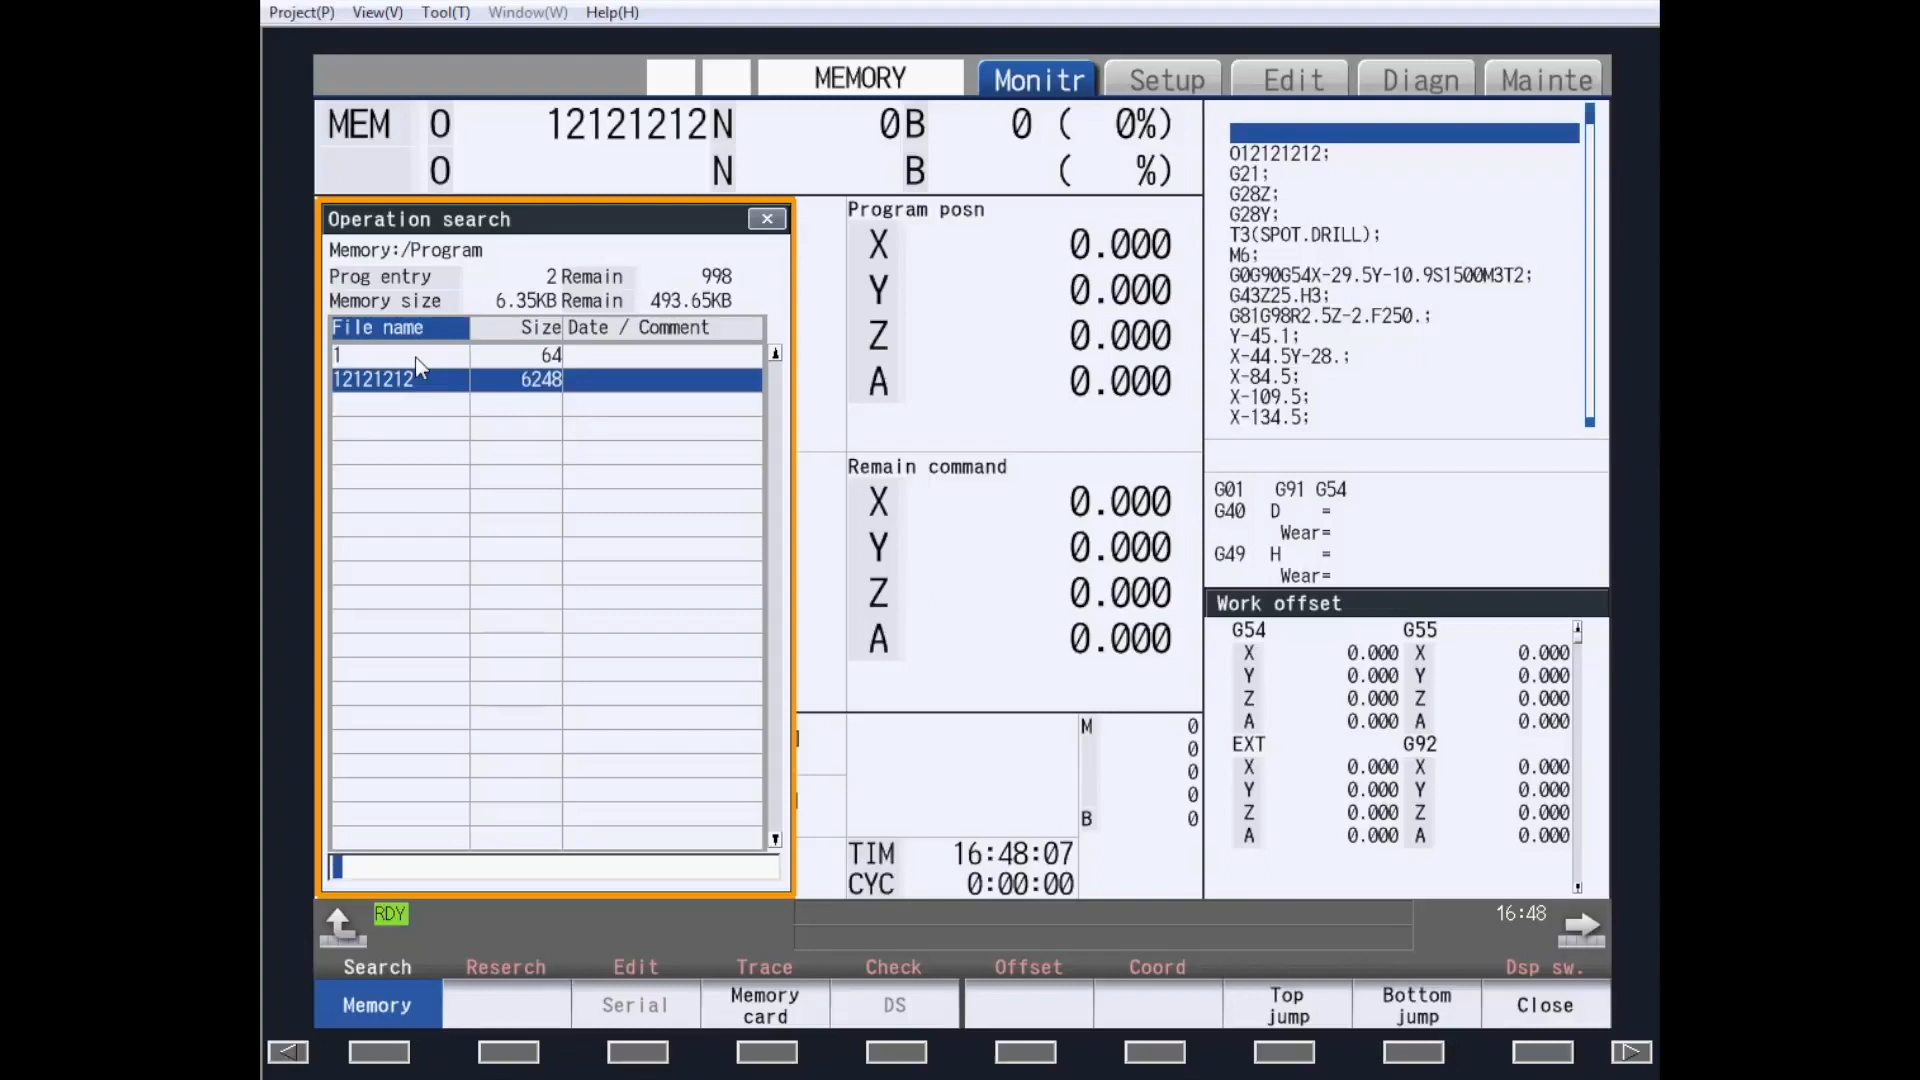 Project(P) View(V) Tool(T) Window(W) Help(H)
MEMORY Monitr Setup Edit Diagn Mainte
MEM O 12121212 N 0 B 0 ( 0%)
O N B ( %)
Operation search
Memory:/Program
Prog entry 2 Remain 998
Memory size 6.35KB Remain 493.65KB
File name Size Date / Comment
1 64
12121212 6248
Program posn
X 0.000
Y 0.000
Z 0.000
A 0.000
Remain command
X 0.000
Y 0.000
Z 0.000
A 0.000
M 0
0
0
0
B 0
TIM 16:48:07
CYC 0:00:00
O12121212;
G21;
G28Z;
G28Y;
T3(SPOT.DRILL);
M6;
G0G90G54X-29.5Y-10.9S1500M3T2;
G43Z25.H3;
G81G98R2.5Z-2.F250.;
Y-45.1;
X-44.5Y-28.;
X-84.5;
X-109.5;
X-134.5;
G01 G91 G54
G40 D =
Wear=
G49 H =
Wear=
Work offset
G54 G55
X 0.000 X 0.000
Y 0.000 Y 0.000
Z 0.000 Z 0.000
A 0.000 A 0.000
EXT G92
X 0.000 X 0.000
Y 0.000 Y 0.000
Z 0.000 Z 0.000
A 0.000 A 0.000
RDY 16:48
Search Reserch Edit Trace Check Offset Coord Dsp sw.
Memory Serial Memory card DS Top jump Bottom jump Close